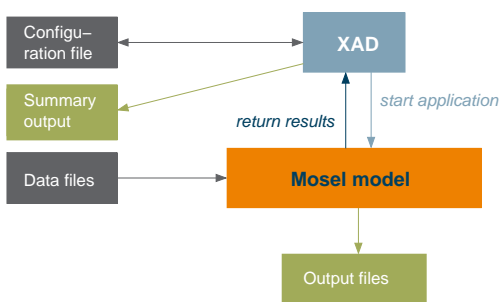 Configu–
ration file
XAD
Summary
output
start application
return results
Data files
Mosel model
Output files